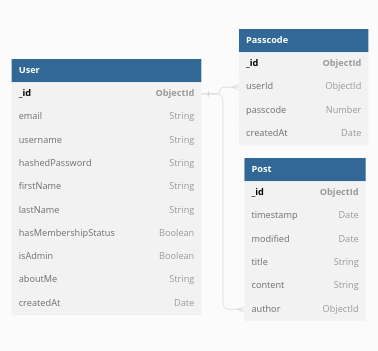 User
_id ObjectId
email String
username String
hashedPassword String
firstName String
lastName String
hasMembershipStatus Boolean
isAdmin Boolean
aboutMe String
createdAt Date
Passcode
_id ObjectId
userId ObjectId
passcode Number
createdAt Date
Post
_id ObjectId
timestamp Date
modified Date
title String
content String
author ObjectId